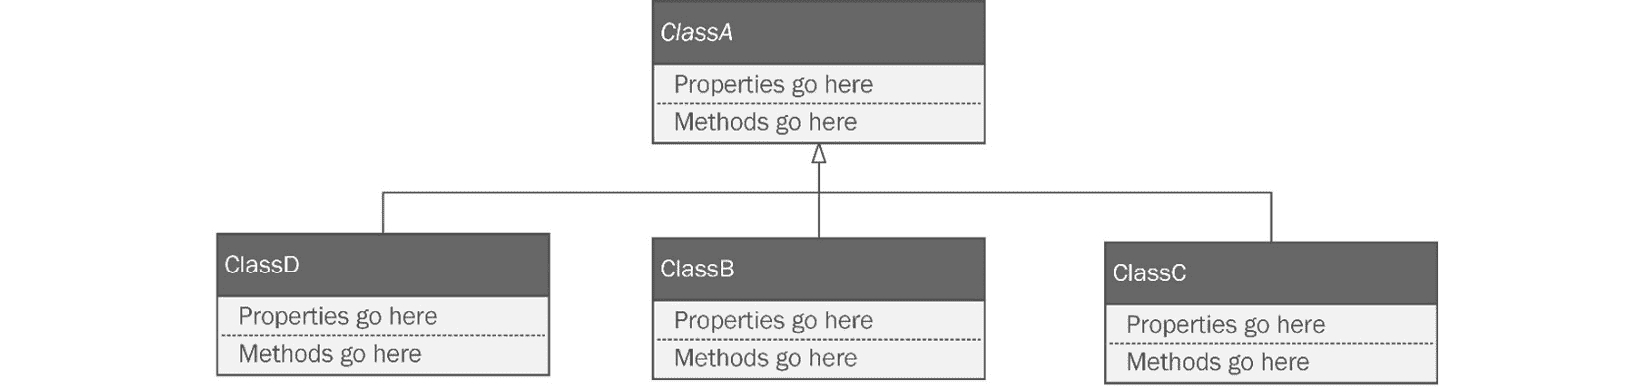 ClassA
Properties go here
Methods go here
ClassD
Properties go here
Methods go here
ClassB
Properties go here
Methods go here
ClassC
Properties go here
Methods go here